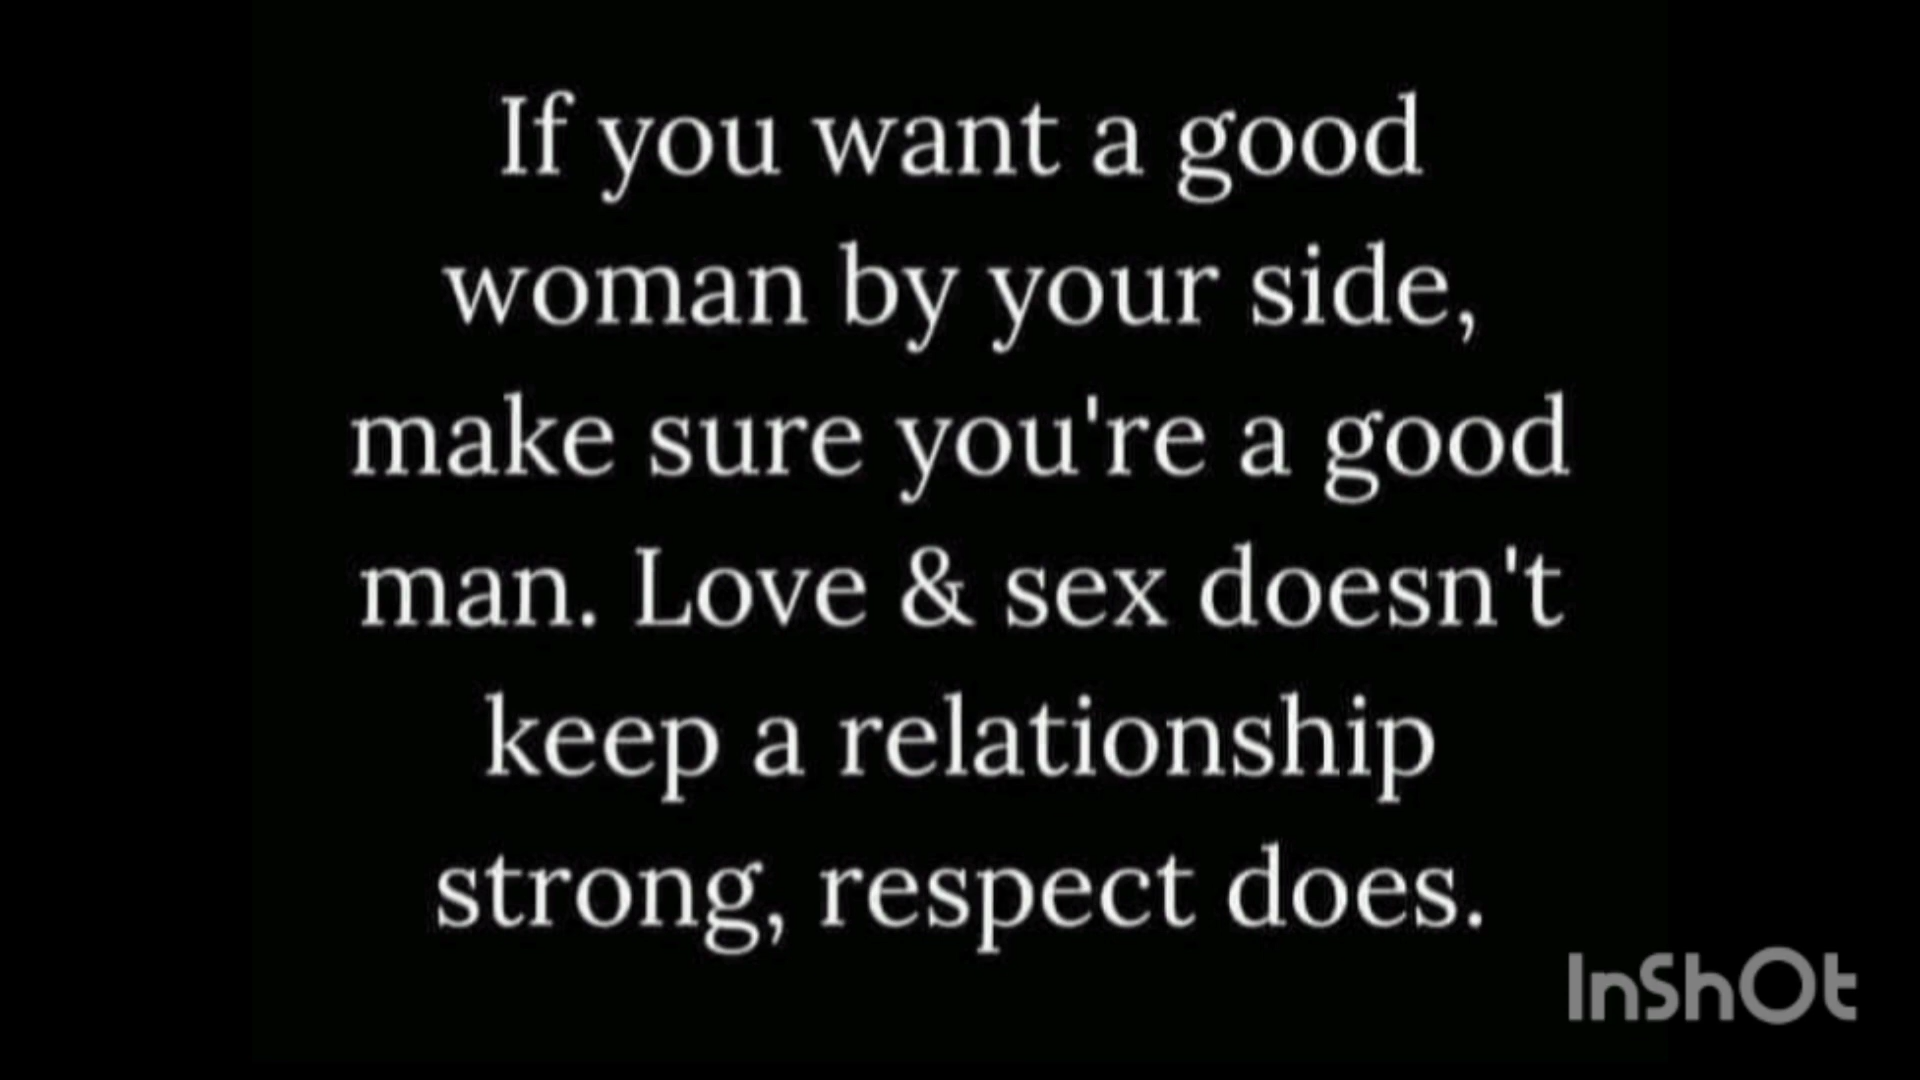 If you want a good
woman by your side,
make sure you're a good
man. Love & sex doesn't
keep a relationship
strong, respect does.
InShOt